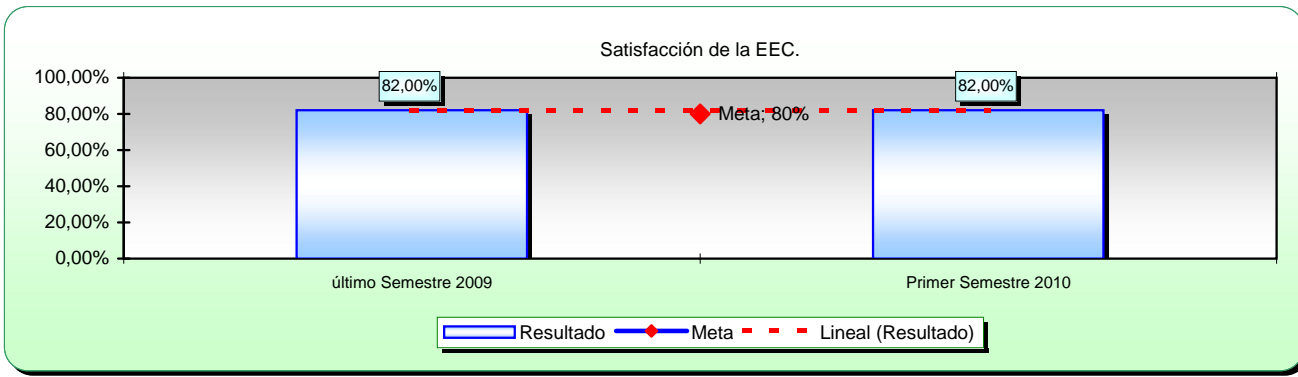 Satisfacción de la EEC.
100,00%
80,00%
60,00%
40,00%
20,00%
0,00%
82,00%
82,00%
Meta; 80%
último Semestre 2009
Primer Semestre 2010
Resultado
Meta
Lineal (Resultado)